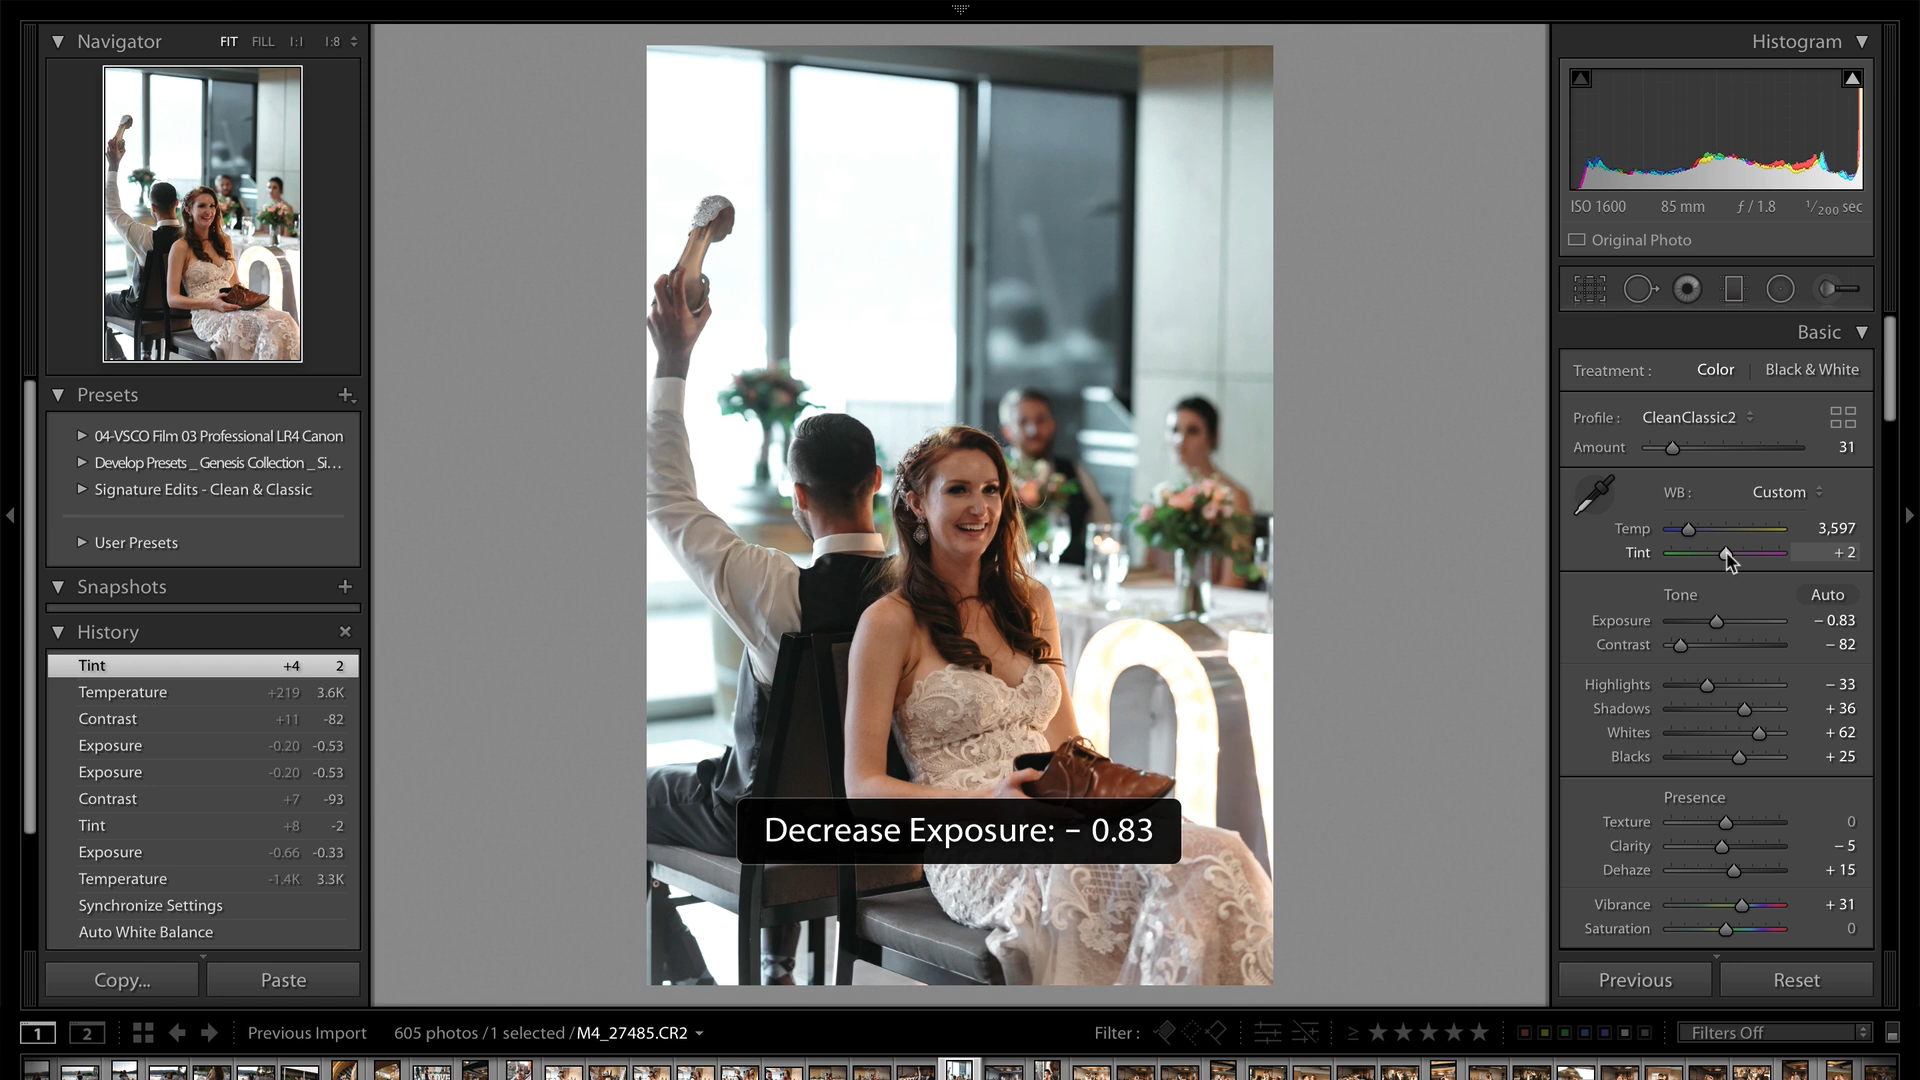 Navigator FIT FILL 1:1 1:8
Presets
04-VSCO Film 03 Professional LR4 Canon
Develop Presets _ Genesis Collection _ Si…
Signature Edits - Clean & Classic
User Presets
Snapshots
History
Tint +4 2
Temperature +219 3.6K
Contrast +11 -82
Exposure -0.20 -0.53
Exposure -0.20 -0.53
Contrast +7 -93
Tint +8 -2
Exposure -0.66 -0.33
Temperature -1.4K 3.3K
Synchronize Settings
Auto White Balance
Copy... Paste
Decrease Exposure: – 0.83
Histogram
ISO 1600 85 mm ƒ / 1.8 1/200 sec
Original Photo
Basic
Treatment : Color Black & White
Profile : CleanClassic2
Amount 31
WB : Custom
Temp 3,597
Tint + 2
Tone Auto
Exposure – 0.83
Contrast – 82
Highlights – 33
Shadows + 36
Whites + 62
Blacks + 25
Presence
Texture 0
Clarity – 5
Dehaze + 15
Vibrance + 31
Saturation 0
Previous Reset
1 2 Previous Import 605 photos / 1 selected / M4_27485.CR2 Filter : ≥ Filters Off